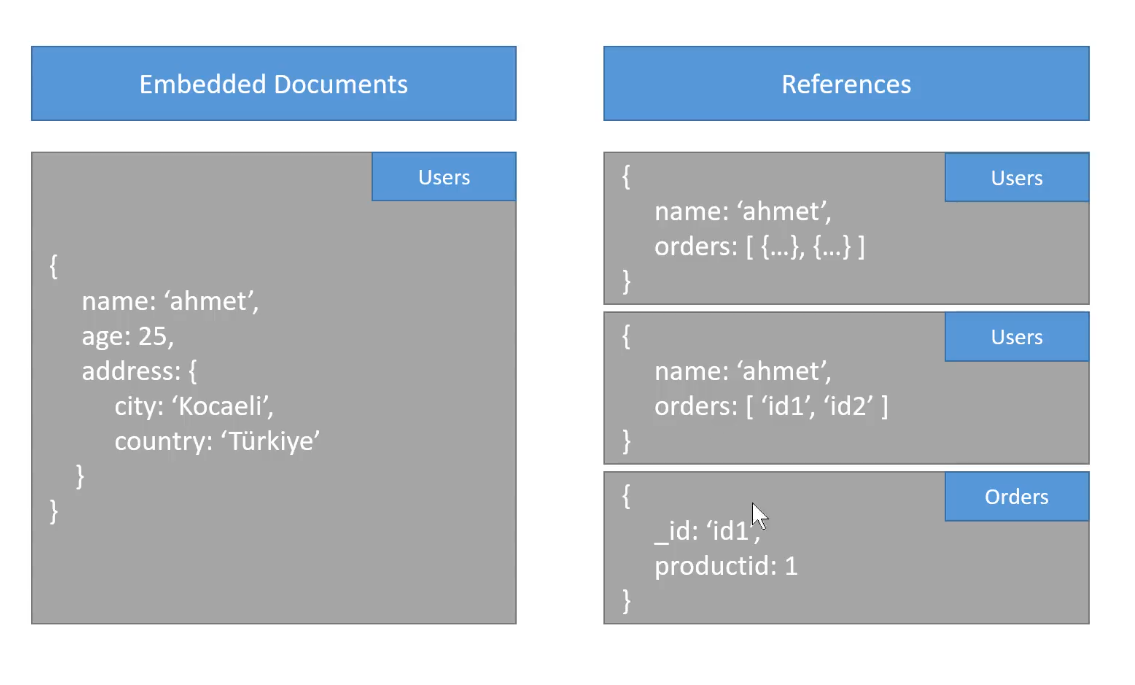 Embedded Documents
Users
{
name: ‘ahmet’,
age: 25,
address: {
city: ‘Kocaeli’,
country: ‘Türkiye’
}
}
References
Users
{
name: ‘ahmet’,
orders: [ {…}, {…} ]
}
Users
{
name: ‘ahmet’,
orders: [ ‘id1’, ‘id2’ ]
}
Orders
{
_id: ‘id1’,
productid: 1
}